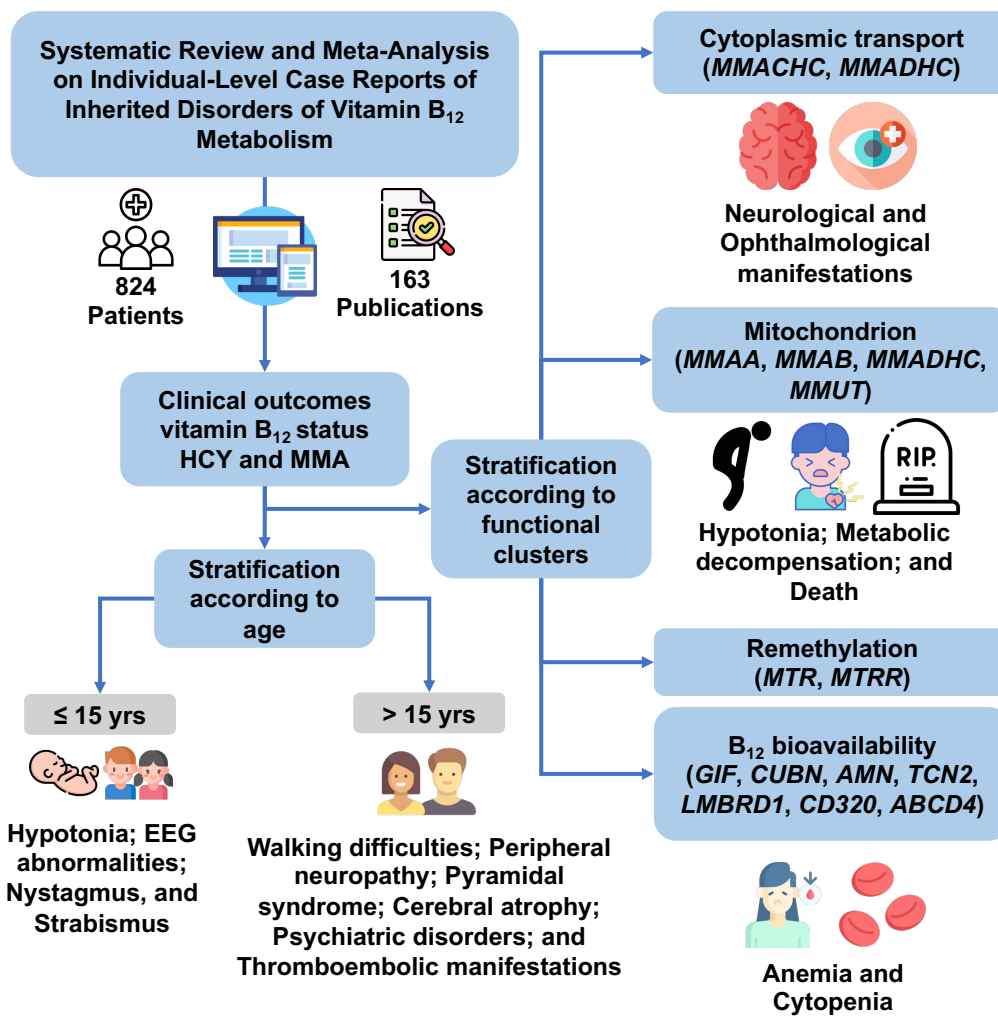 Systematic Review and Meta-Analysis
on Individual-Level Case Reports of
Inherited Disorders of Vitamin B₁₂
Metabolism
824
Patients
163
Publications
Clinical outcomes
vitamin B₁₂ status
HCY and MMA
Stratification
according to
age
≤ 15 yrs
Hypotonia; EEG
abnormalities;
Nystagmus, and
Strabismus
> 15 yrs
Walking difficulties; Peripheral
neuropathy; Pyramidal
syndrome; Cerebral atrophy;
Psychiatric disorders; and
Thromboembolic manifestations
Stratification
according to
functional
clusters
Cytoplasmic transport
(MMACHC, MMADHC)
Neurological and
Ophthalmological
manifestations
Mitochondrion
(MMAA, MMAB, MMADHC,
MMUT)
RIP.
Hypotonia; Metabolic
decompensation; and
Death
Remethylation
(MTR, MTRR)
B₁₂ bioavailability
(GIF, CUBN, AMN, TCN2,
LMBRD1, CD320, ABCD4)
Anemia and
Cytopenia